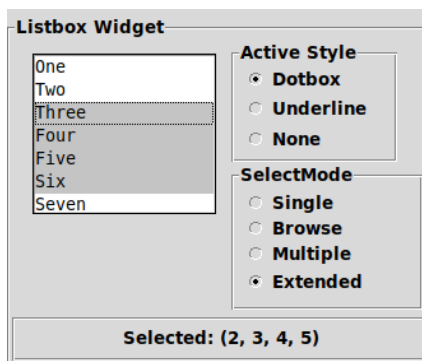 Listbox Widget
One
Two
Three
Four
Five
Six
Seven
Active Style
Dotbox
Underline
None
SelectMode
Single
Browse
Multiple
Extended
Selected: (2, 3, 4, 5)